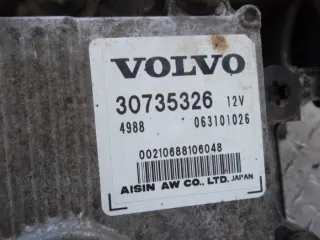 VOLVO
30735326 12V
4988 063101026
00210688106048
AISIN AW CO., LTD. JAPAN